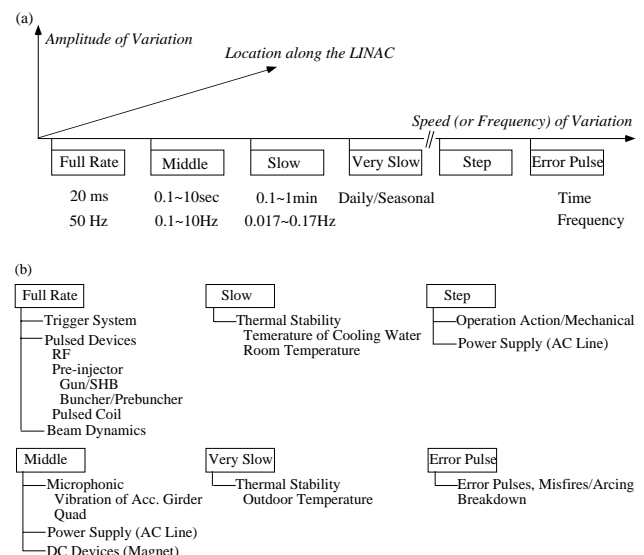 (a)
Amplitude of Variation
Location along the LINAC
Speed (or Frequency) of Variation
Full Rate Middle Slow Very Slow Step Error Pulse
20 ms 0.1~10sec 0.1~1min Daily/Seasonal Time
50 Hz 0.1~10Hz 0.017~0.17Hz Frequency
(b)
Full Rate
Trigger System
Pulsed Devices
RF
Pre-injector
Gun/SHB
Buncher/Prebuncher
Pulsed Coil
Beam Dynamics
Slow
Thermal Stability
Temerature of Cooling Water
Room Temperature
Step
Operation Action/Mechanical
Power Supply (AC Line)
Middle
Microphonic
Vibration of Acc. Girder
Quad
Power Supply (AC Line)
DC Devices (Magnet)
Very Slow
Thermal Stability
Outdoor Temperature
Error Pulse
Error Pulses, Misfires/Arcing
Breakdown